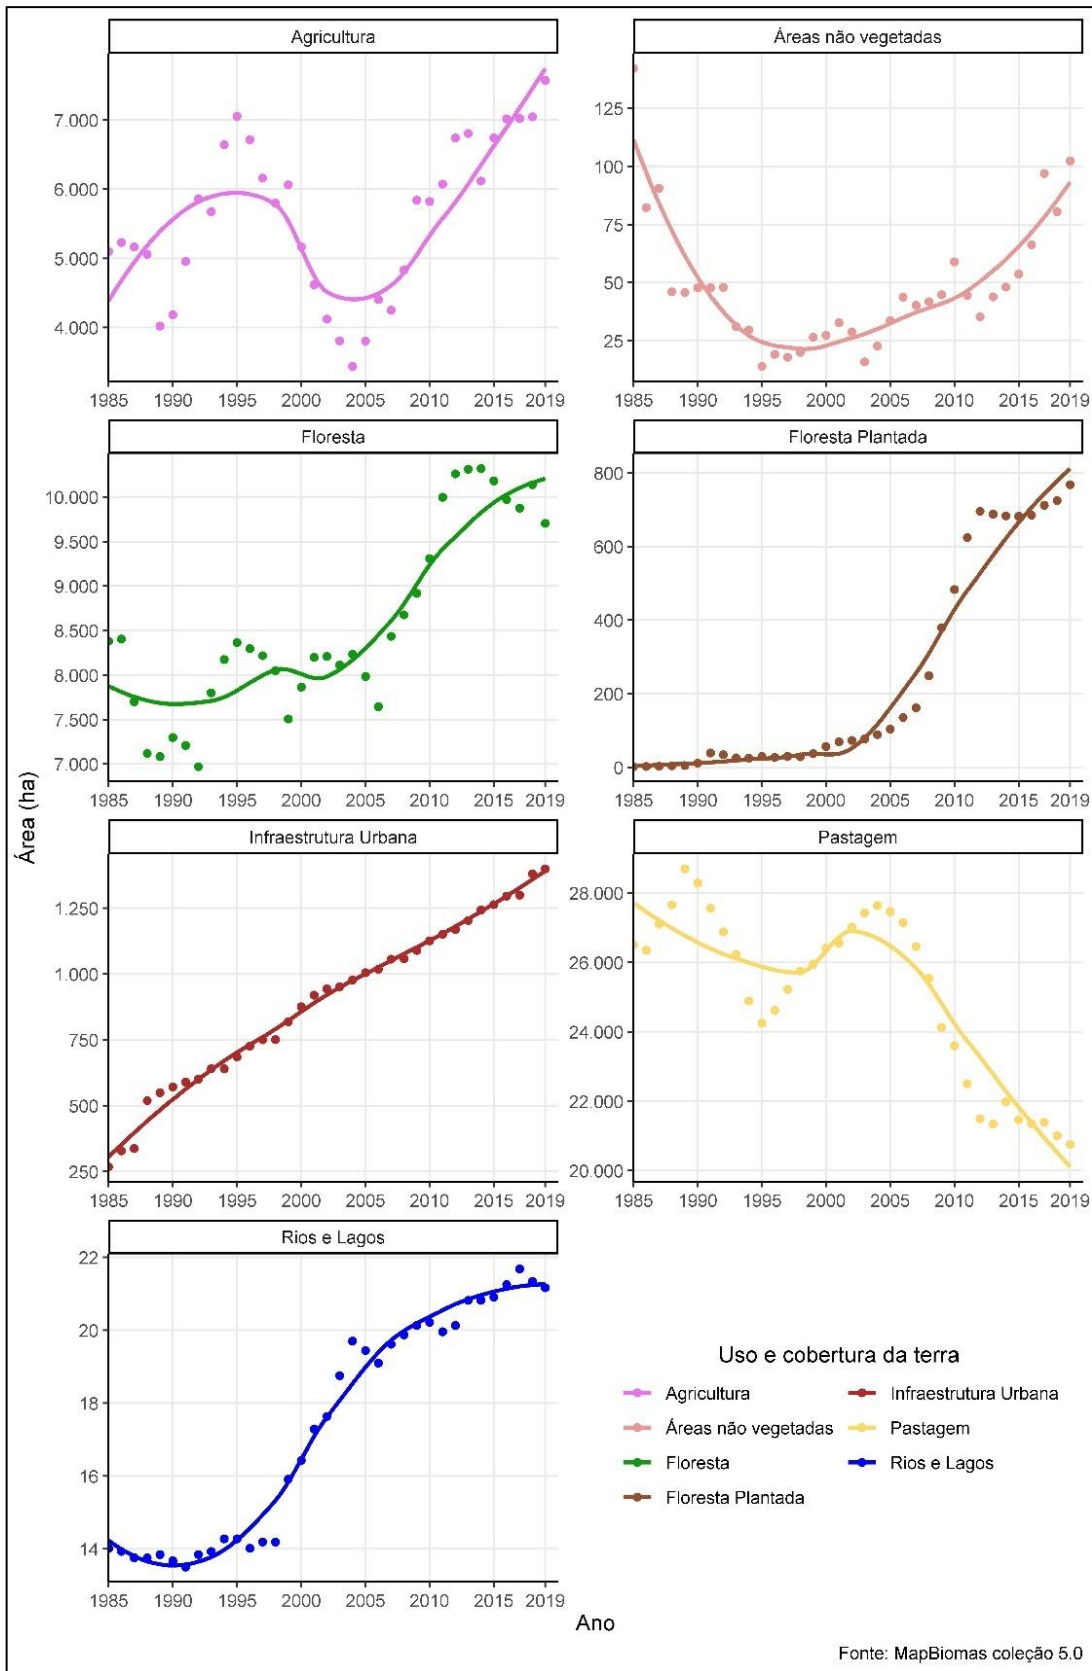 Agricultura
7.000
6.000
5.000
4.000
1985 1990 1995 2000 2005 2010 2015 2019
Áreas não vegetadas
125
100
75
50
25
1985 1990 1995 2000 2005 2010 2015 2019
Floresta
10.000
9.500
9.000
8.500
8.000
7.500
7.000
1985 1990 1995 2000 2005 2010 2015 2019
Floresta Plantada
800
600
400
200
0
1985 1990 1995 2000 2005 2010 2015 2019
Área (ha)
Infraestrutura Urbana
1.250
1.000
750
500
250
1985 1990 1995 2000 2005 2010 2015 2019
Pastagem
28.000
26.000
24.000
22.000
20.000
1985 1990 1995 2000 2005 2010 2015 2019
Rios e Lagos
22
20
18
16
14
1985 1990 1995 2000 2005 2010 2015 2019
Uso e cobertura da terra
Agricultura
Áreas não vegetadas
Floresta
Floresta Plantada
Infraestrutura Urbana
Pastagem
Rios e Lagos
Ano
Fonte: MapBiomas coleção 5.0